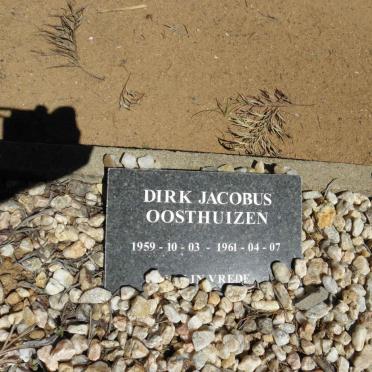 DIRK JACOBUS
OOSTHUIZEN
1959 - 10 - 03 - 1961 - 04 - 07
IN VREDE